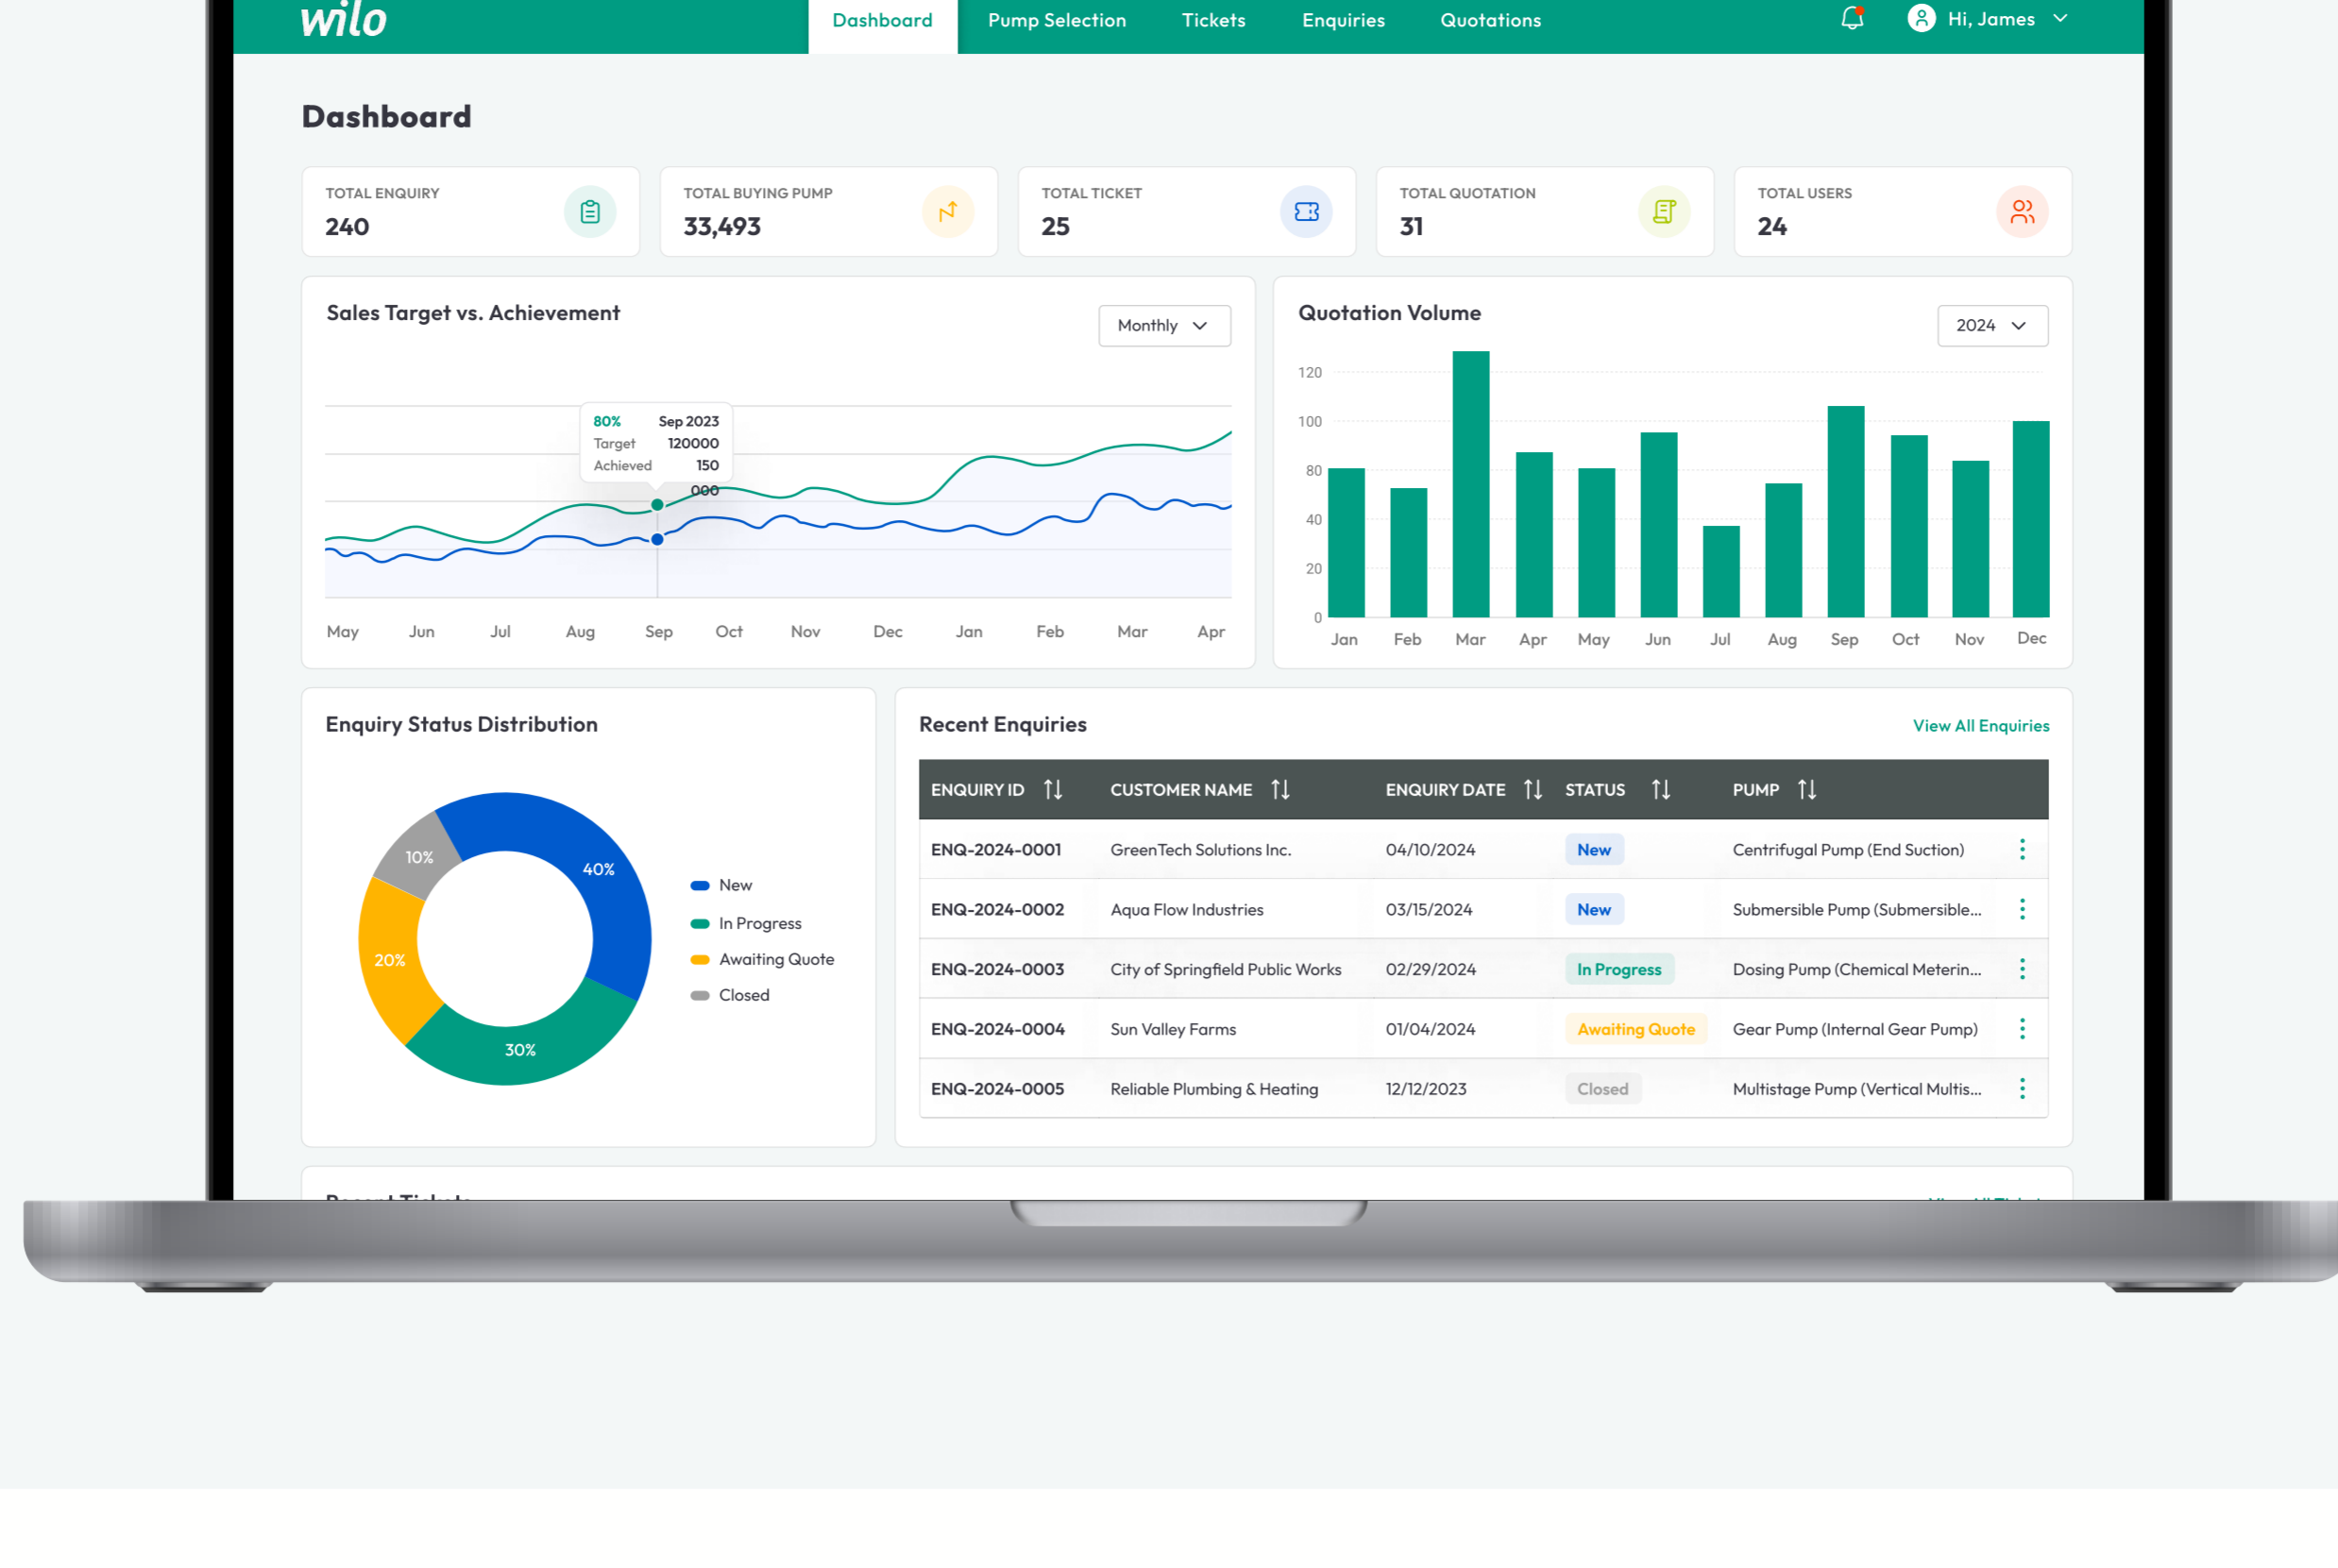 wilo
Dashboard Pump Selection Tickets Enquiries Quotations Hi, James
Dashboard
TOTAL ENQUIRY
240
TOTAL BUYING PUMP
33,493
TOTAL TICKET
25
TOTAL QUOTATION
31
TOTAL USERS
24
Sales Target vs. Achievement
Monthly
80% Sep 2023
Target 120000
Achieved 150
000
May Jun Jul Aug Sep Oct Nov Dec Jan Feb Mar Apr
Quotation Volume
2024
120
100
80
40
20
0
Jan Feb Mar Apr May Jun Jul Aug Sep Oct Nov Dec
Enquiry Status Distribution
10%
40%
20%
30%
New
In Progress
Awaiting Quote
Closed
Recent Enquiries View All Enquiries
ENQUIRY ID CUSTOMER NAME ENQUIRY DATE STATUS PUMP
ENQ-2024-0001 GreenTech Solutions Inc. 04/10/2024 New Centrifugal Pump (End Suction)
ENQ-2024-0002 Aqua Flow Industries 03/15/2024 New Submersible Pump (Submersible...
ENQ-2024-0003 City of Springfield Public Works 02/29/2024 In Progress Dosing Pump (Chemical Meterin...
ENQ-2024-0004 Sun Valley Farms 01/04/2024 Awaiting Quote Gear Pump (Internal Gear Pump)
ENQ-2024-0005 Reliable Plumbing & Heating 12/12/2023 Closed Multistage Pump (Vertical Multis...
Recent Tickets